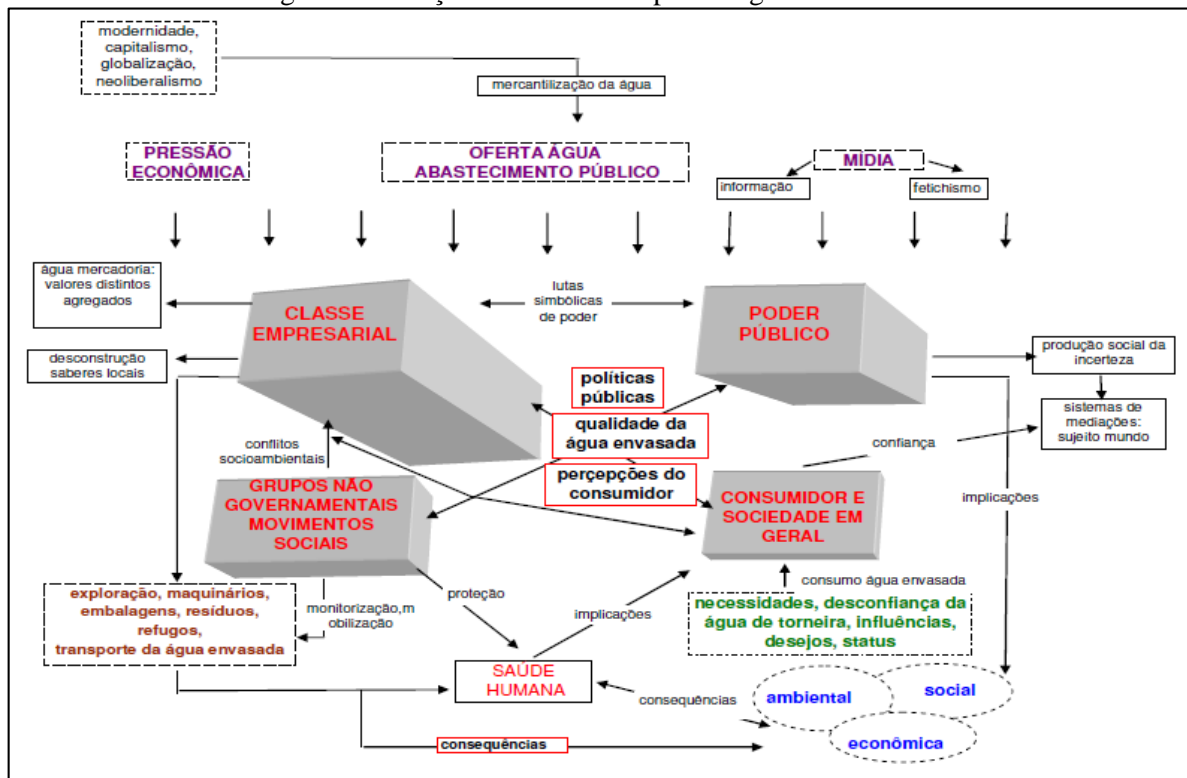 modernidade,
capitalismo,
globalização,
neoliberalismo
mercantilização da água
PRESSÃO
ECONÔMICA
OFERTA ÁGUA
ABASTECIMENTO PÚBLICO
MÍDIA
informação
fetichismo
água mercadoria:
valores distintos
agregados
CLASSE
EMPRESARIAL
lutas
simbólicas
de poder
PODER
PÚBLICO
desconstrução
saberes locais
produção social da
incerteza
políticas
públicas
sistemas de
mediações:
sujeito mundo
qualidade da
água envasada
conflitos
socioambientais
confiança
percepções do
consumidor
GRUPOS NÃO
GOVERNAMENTAIS
MOVIMENTOS
SOCIAIS
CONSUMIDOR E
SOCIEDADE EM
GERAL
implicações
consumo água envasada
exploração, maquinários,
embalagens, resíduos,
refugos,
transporte da água envasada
monitorização,m
obilização
proteção
implicações
necessidades, desconfiança da
água de torneira, influências,
desejos, status
SAÚDE
HUMANA
consequências
ambiental
social
econômica
consequências